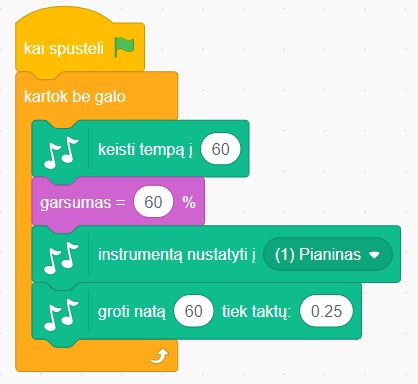 kai spusteli
kartok be galo
keisti tempą į 60
garsumas = 60 %
instrumentą nustatyti į (1) Pianinas
groti natą 60 tiek taktų: 0.25